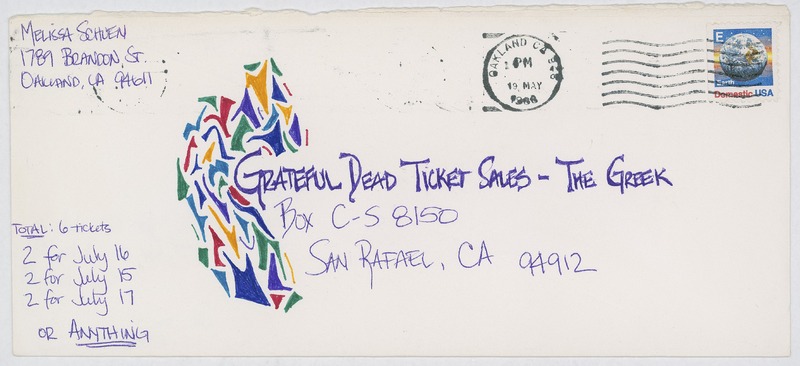 MELISSA SCHUEN
1789 BRANDON, ST.
OAKLAND, CA 94611
OAKLAND CA 946
PM
19 MAY
1988
E
Earth
Domestic USA
GRATEFUL DEAD TICKET SALES - THE GREEK
BOX C-S 8150
SAN RAFAEL, CA 94912
TOTAL: 6 tickets
2 for July 16
2 for July 15
2 for July 17
OR ANYTHING